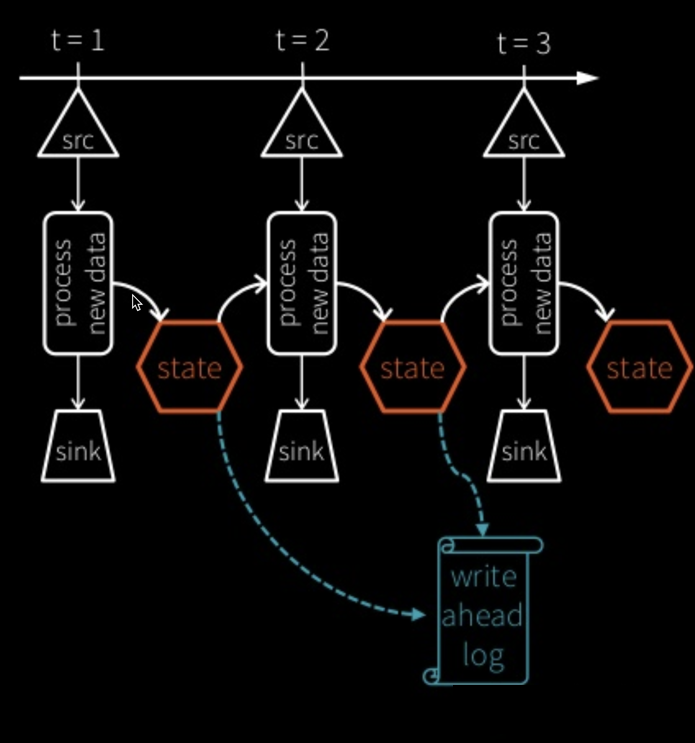 t = 1
t = 2
t = 3
src
src
src
process
new data
process
new data
process
new data
state
state
state
sink
sink
sink
write
ahead
log